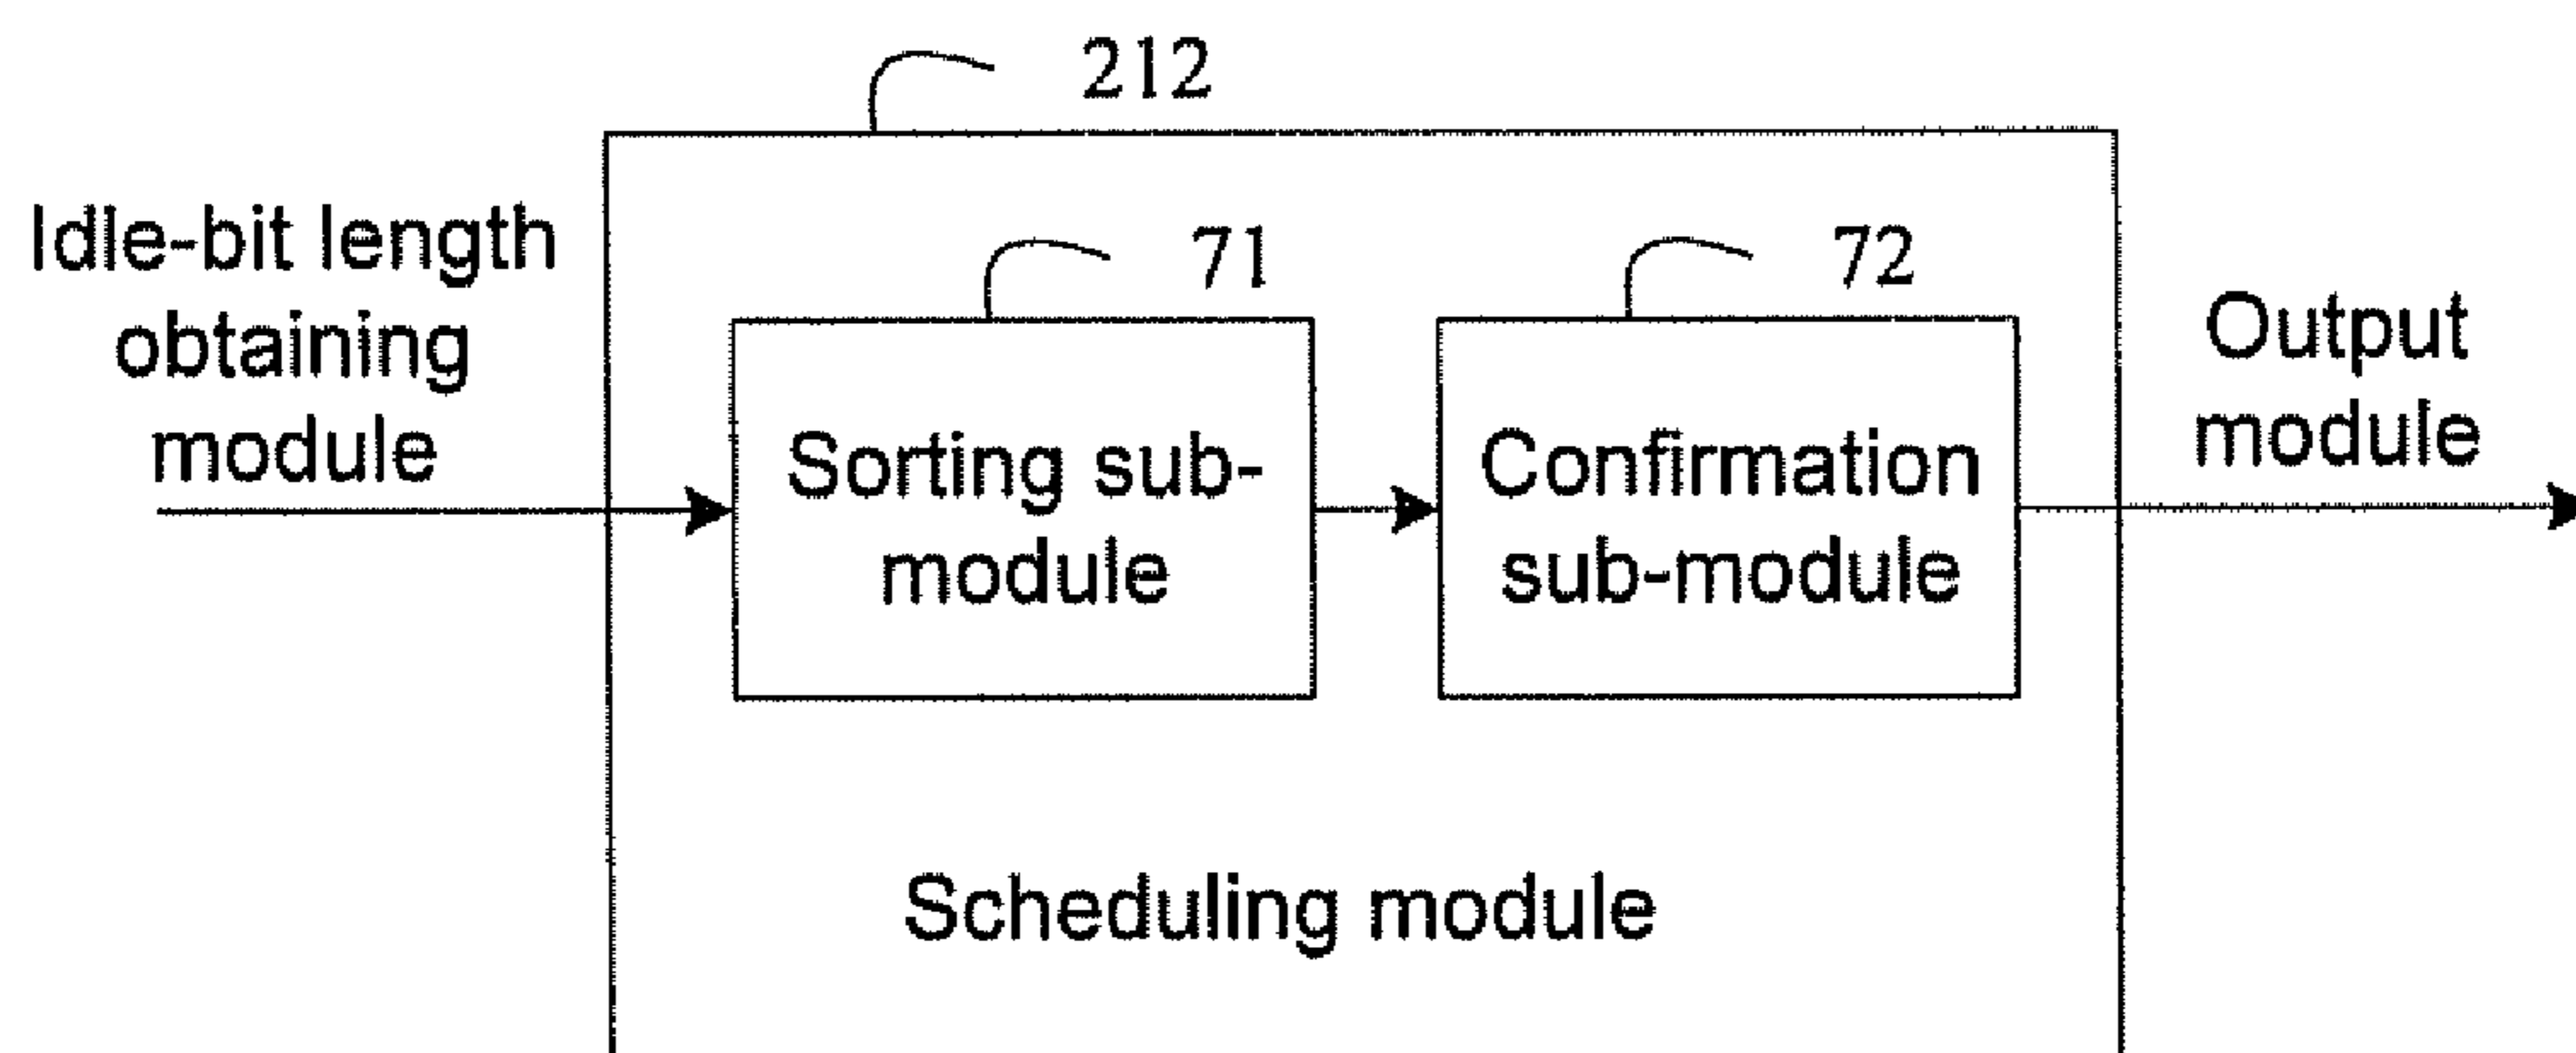 212
Idle-bit length
obtaining
module
71
72
Output
module
Sorting sub-
module
Confirmation
sub-module
Scheduling module